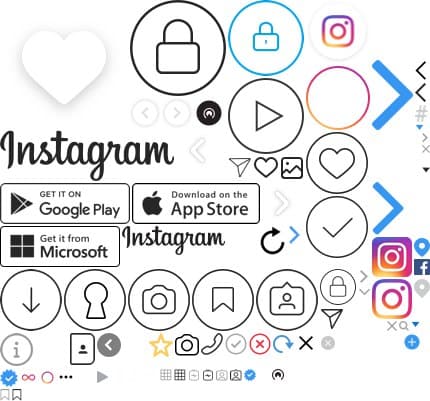 Instagram
GET IT ON
Google Play
Download on the
App Store
Get it from
Microsoft
Instagram